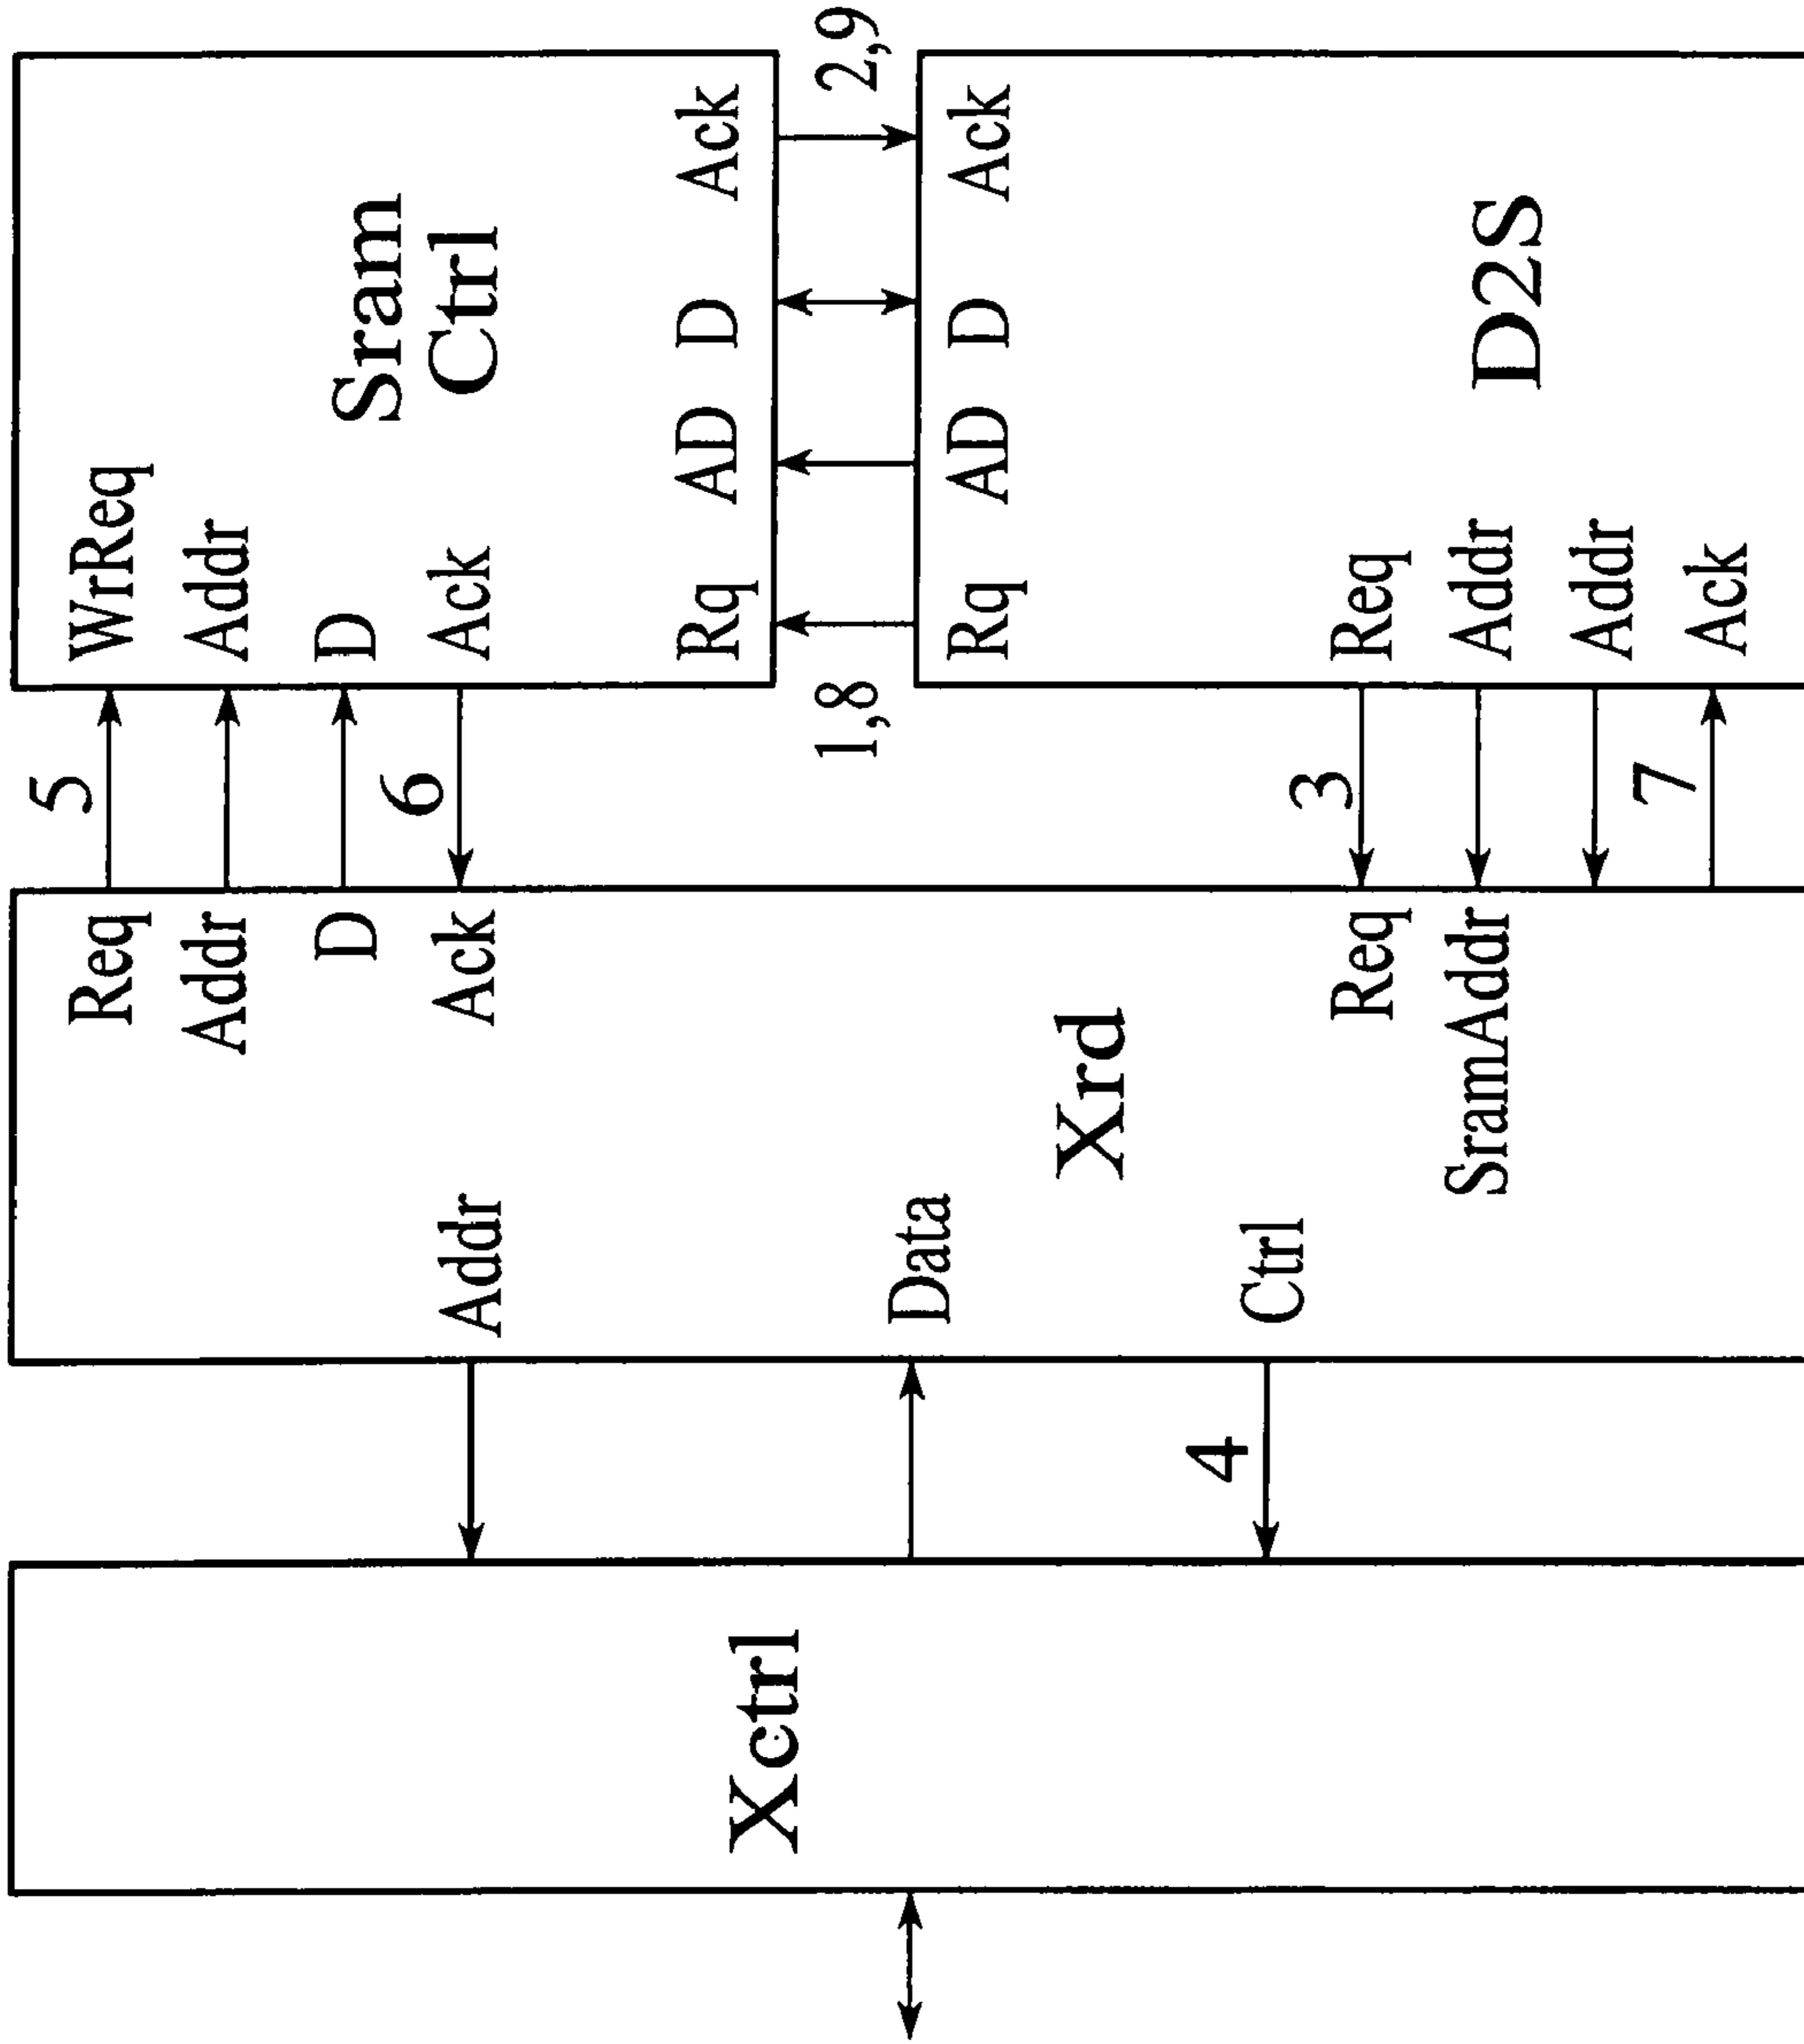 WrReq
Addr
D
Ack
Sram
Ctrl
Rq AD D Ack
1,8
2,9
Rq AD D Ack
D2S
Req
Addr
Addr
Ack
5
6
3
7
Req
Addr
D
Ack
Addr
Data
Xrd
Ctrl
Req
SramAddr
4
Xctrl